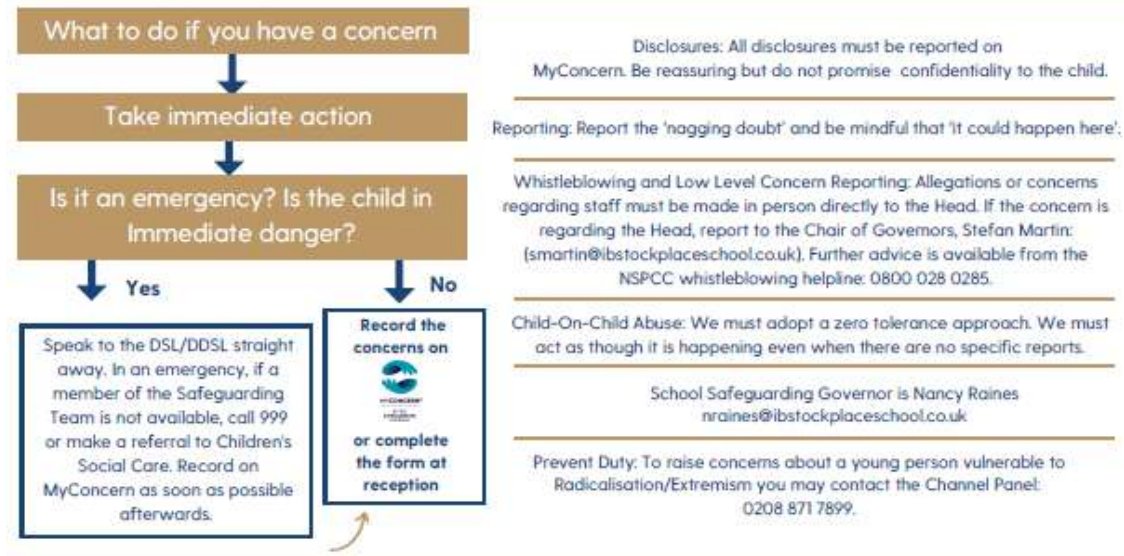 What to do if you have a concern
Take immediate action
Is it an emergency? Is the child in
Immediate danger?
Yes
No
Speak to the DSL/DDSL straight
away. In an emergency, if a
member of the Safeguarding
Team is not available, call 999
or make a referral to Children's
Social Care. Record on
MyConcern as soon as possible
afterwards.
Record the
concerns on
or complete
the form at
reception
Disclosures: All disclosures must be reported on
MyConcern. Be reassuring but do not promise confidentiality to the child.
Reporting: Report the 'nagging doubt' and be mindful that 'it could happen here'.
Whistleblowing and Low Level Concern Reporting: Allegations or concerns
regarding staff must be made in person directly to the Head. If the concern is
regarding the Head, report to the Chair of Governors, Stefan Martin:
(smartin@ibstockplaceschool.co.uk). Further advice is available from the
NSPCC whistleblowing helpline: 0800 028 0285.
Child-On-Child Abuse: We must adopt a zero tolerance approach. We must
act as though it is happening even when there are no specific reports.
School Safeguarding Governor is Nancy Raines
nraines@ibstockplaceschool.co.uk
Prevent Duty: To raise concerns about a young person vulnerable to
Radicalisation/Extremism you may contact the Channel Panel:
0208 871 7899.